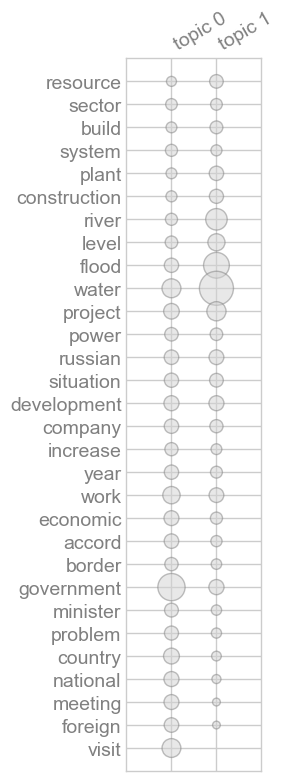 topic 0
topic 1
resource
sector
build
system
plant
construction
river
level
flood
water
project
power
russian
situation
development
company
increase
year
work
economic
accord
border
government
minister
problem
country
national
meeting
foreign
visit